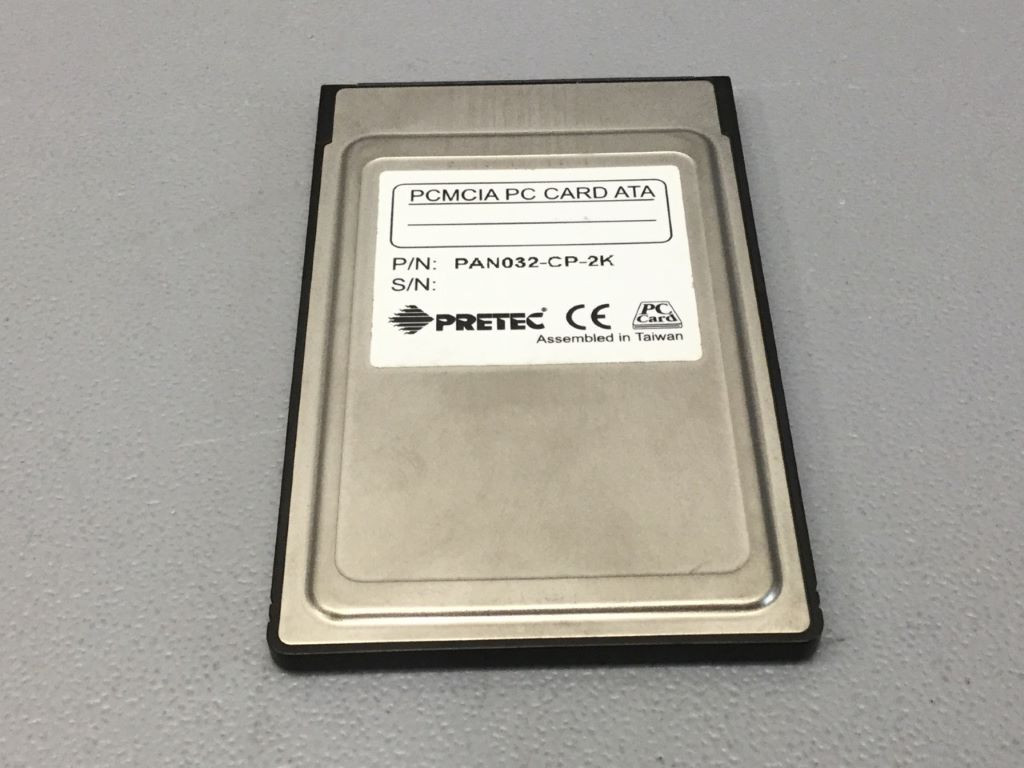 PCMCIA PC CARD ATA
P/N: PAN032-CP-2K
S/N:
PRETEC® CE PC Card
Assembled in Taiwan